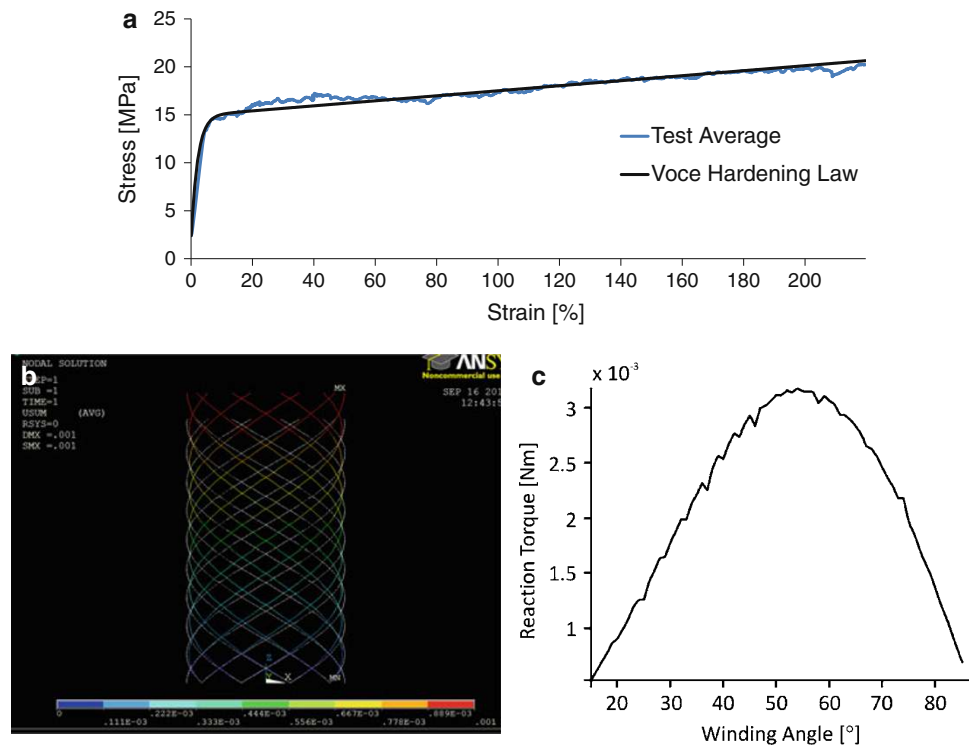 a
25
20
15
10
5
0
Stress [MPa]
0 20 40 60 80 100 120 140 160 180 200
Strain [%]
Test Average
Voce Hardening Law
b
NODAL SOLUTION
SUB =1
TIME=1
USUM (AVG)
RSYS=0
DMX =.001
SMX =.001
Noncommercial use
SEP 16
MX
MN
X
0 .222E-03 .444E-03 .667E-03 .889E-03
.111E-03 .333E-03 .556E-03 .778E-03 .001
c
x 10-3
3
2.5
2
1.5
1
Reaction Torque [Nm]
20 30 40 50 60 70 80
Winding Angle [°]